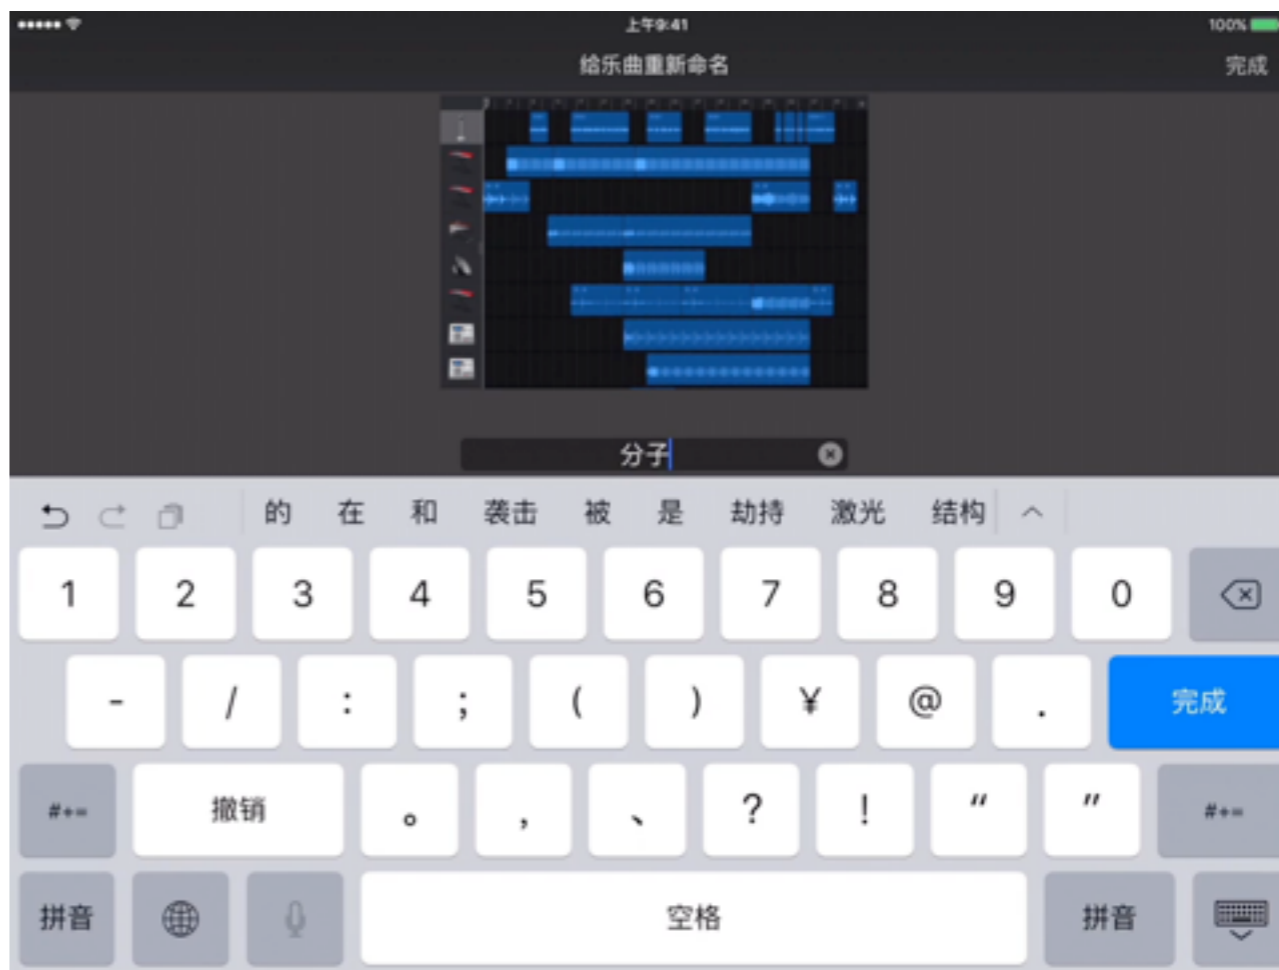 上午9:41 100%
给乐曲重新命名 完成
分子
的 在 和 袭击 被 是 劫持 激光 结构
1 2 3 4 5 6 7 8 9 0
- / : ; ( ) ¥ @ . 完成
#+= 撤销 。 , 、 ? ! “ ” #+=
拼音 空格 拼音